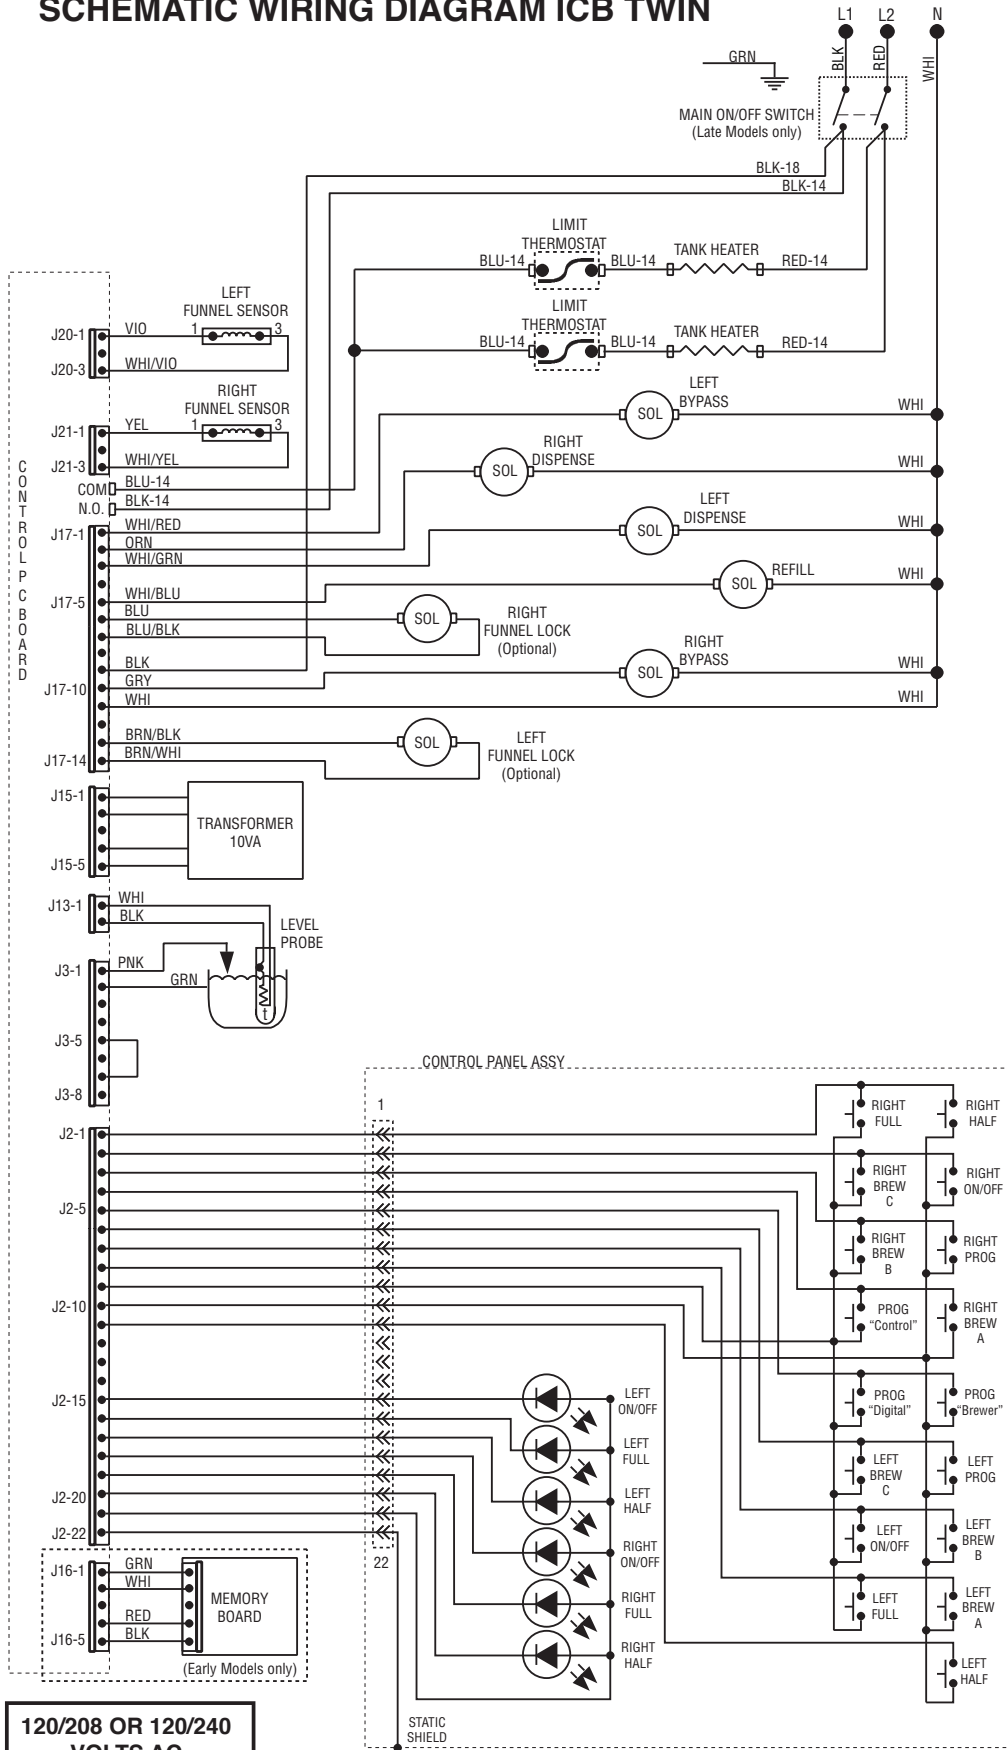 SCHEMATIC WIRING DIAGRAM ICB TWIN
L1 L2 N
BLK RED WHI
GRN
MAIN ON/OFF SWITCH
(Late Models only)
BLK-18
BLK-14
LIMIT
THERMOSTAT
BLU-14 BLU-14
TANK HEATER
RED-14
LIMIT
THERMOSTAT
BLU-14 BLU-14
TANK HEATER
RED-14
CONTROL PC BOARD
LEFT
FUNNEL SENSOR
J20-1 VIO 1 3
J20-3 WHI/VIO
RIGHT
FUNNEL SENSOR
J21-1 YEL 1 3
J21-3 WHI/YEL
COM BLU-14
N.O. BLK-14
J17-1 WHI/RED
ORN
WHI/GRN
J17-5 WHI/BLU
BLU
BLU/BLK
BLK
J17-10 GRY
WHI
BRN/BLK
J17-14 BRN/WHI
SOL
LEFT
BYPASS
WHI
SOL
RIGHT
DISPENSE
WHI
SOL
LEFT
DISPENSE
WHI
SOL
REFILL
WHI
SOL
RIGHT
FUNNEL LOCK
(Optional)
SOL
RIGHT
BYPASS
WHI
WHI
SOL
LEFT
FUNNEL LOCK
(Optional)
J15-1
J15-5
TRANSFORMER
10VA
J13-1 WHI
BLK
LEVEL
PROBE
J3-1 PNK
GRN
t
J3-5
J3-8
CONTROL PANEL ASSY
1
J2-1
J2-5
J2-10
J2-15
J2-20
J2-22
22
RIGHT
FULL
RIGHT
HALF
RIGHT
BREW
C
RIGHT
ON/OFF
RIGHT
BREW
B
RIGHT
PROG
PROG
“Control”
RIGHT
BREW
A
PROG
“Digital”
PROG
“Brewer”
LEFT
BREW
C
LEFT
PROG
LEFT
ON/OFF
LEFT
BREW
B
LEFT
FULL
LEFT
BREW
A
LEFT
HALF
LEFT
ON/OFF
LEFT
FULL
LEFT
HALF
RIGHT
ON/OFF
RIGHT
FULL
RIGHT
HALF
STATIC
SHIELD
J16-1 GRN
WHI
RED
J16-5 BLK
MEMORY
BOARD
(Early Models only)
120/208 OR 120/240
VOLTS AC